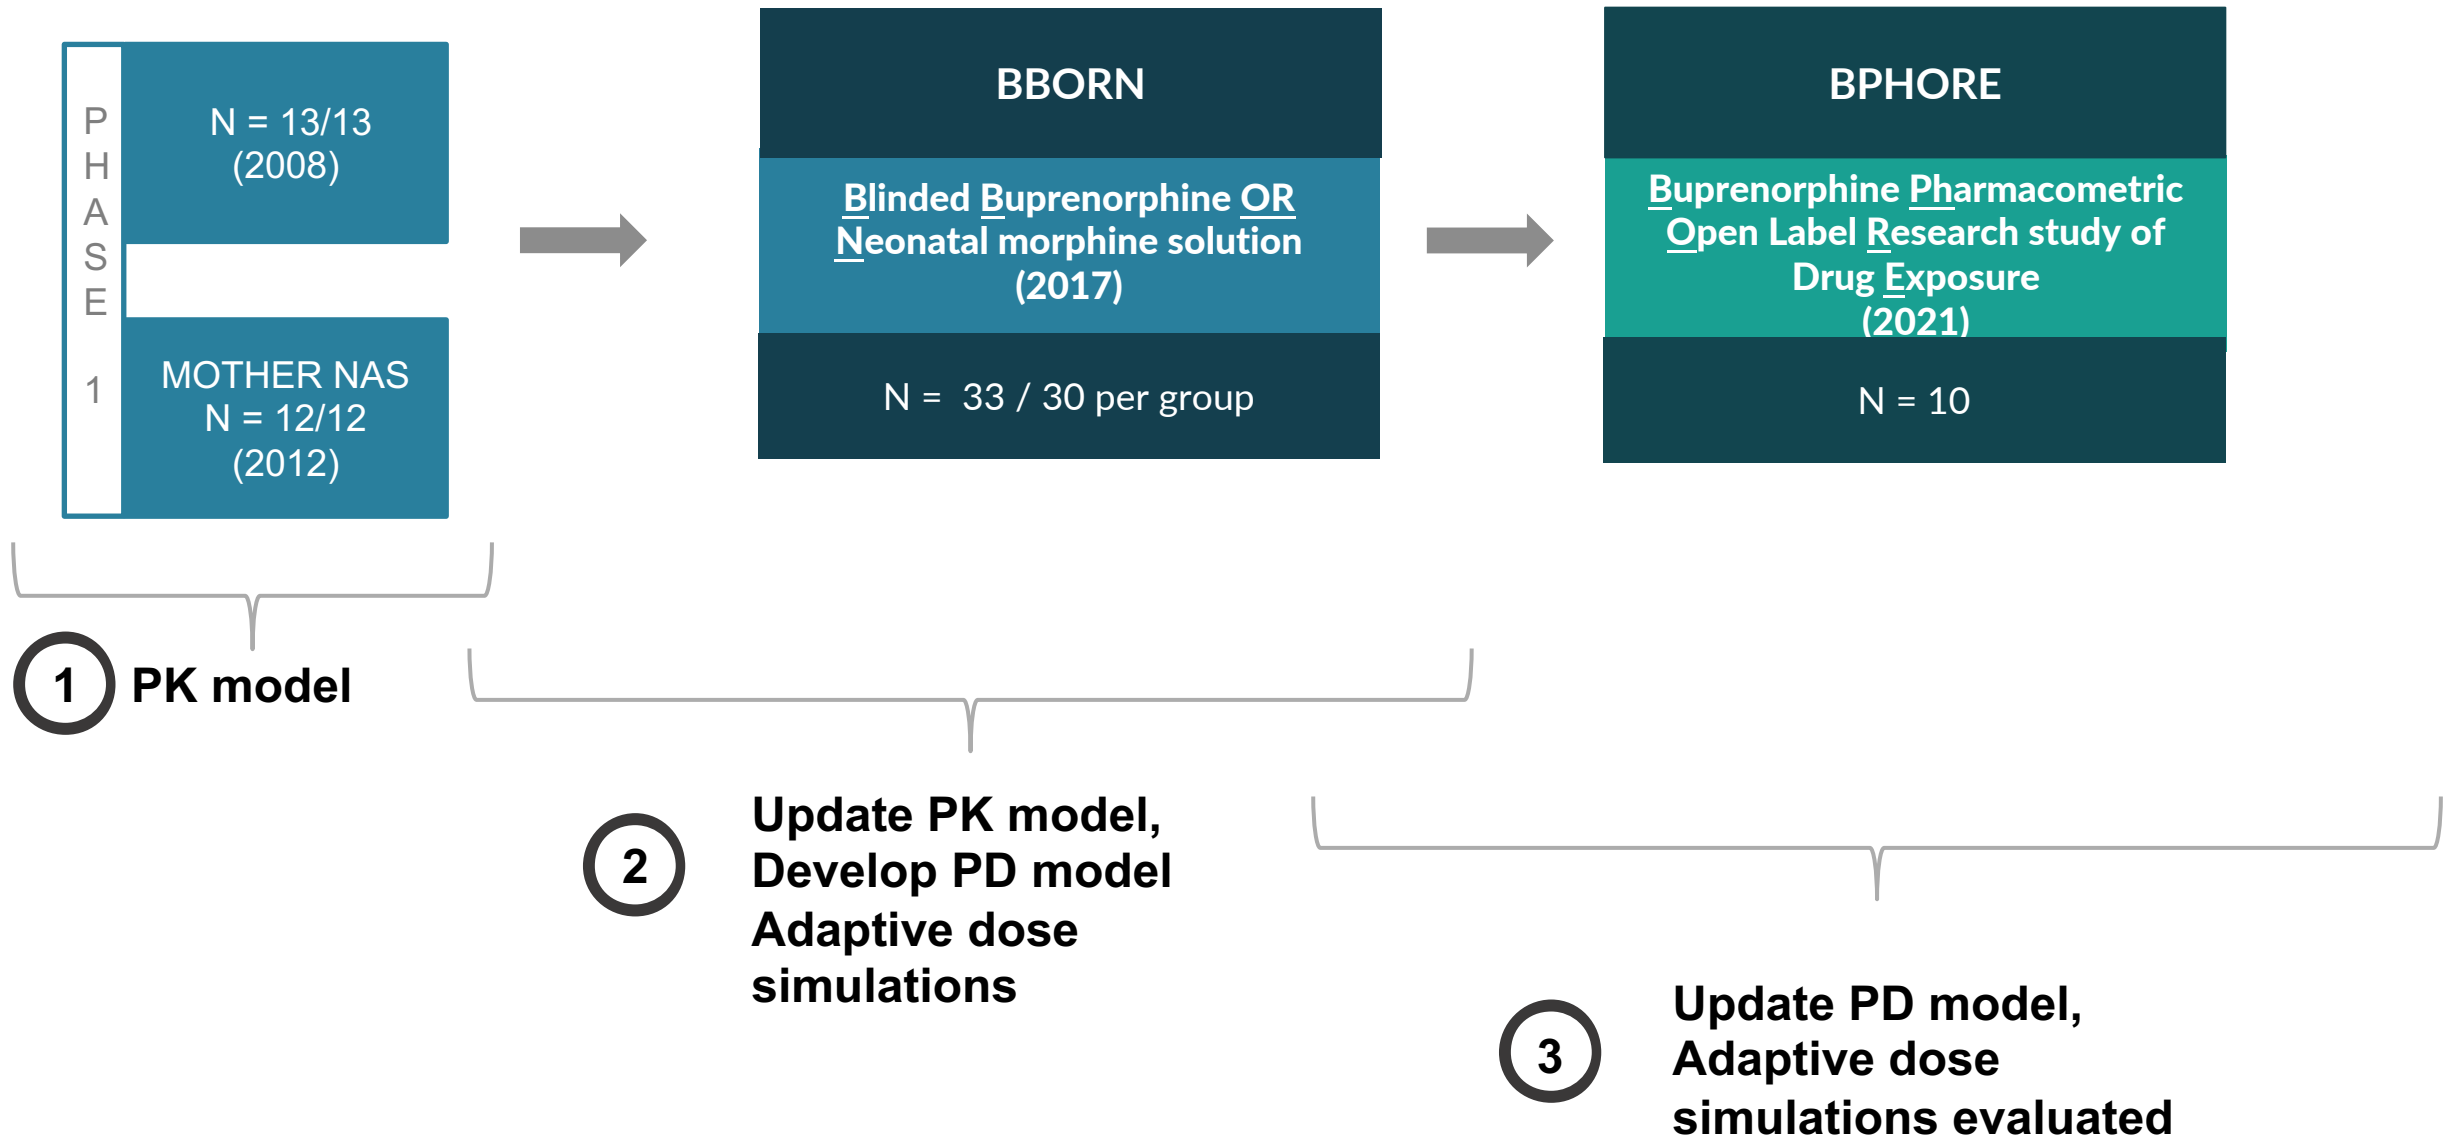 PHASE 1
N = 13/13
(2008)
MOTHER NAS
N = 12/12
(2012)
BBORN
Blinded Buprenorphine OR
Neonatal morphine solution
(2017)
N = 33 / 30 per group
BPHORE
Buprenorphine Pharmacometric
Open Label Research study of
Drug Exposure
(2021)
N = 10
1 PK model
2
Update PK model,
Develop PD model
Adaptive dose
simulations
3
Update PD model,
Adaptive dose
simulations evaluated